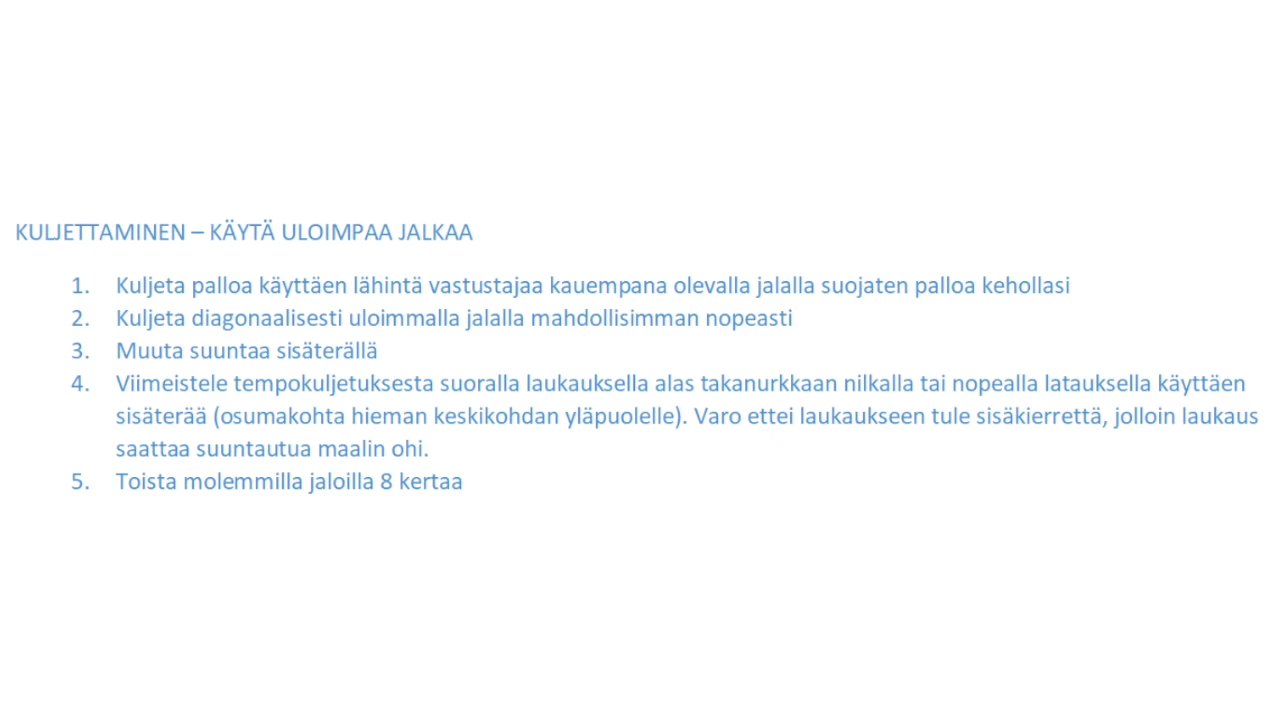 KULJETTAMINEN – KÄYTÄ ULOIMPAA JALKAA
1. Kuljeta palloa käyttäen lähintä vastustajaa kauempana olevalla jalalla suojaten palloa kehollasi
2. Kuljeta diagonaalisesti uloimmalla jalalla mahdollisimman nopeasti
3. Muuta suuntaa sisäterällä
4. Viimeistele tempokuljetuksesta suoralla laukauksella alas takanurkkaan nilkalla tai nopealla latauksella käyttäen
sisäterää (osumakohta hieman keskikohdan yläpuolelle). Varo ettei laukaukseen tule sisäkierrettä, jolloin laukaus
saattaa suuntautua maalin ohi.
5. Toista molemmilla jaloilla 8 kertaa